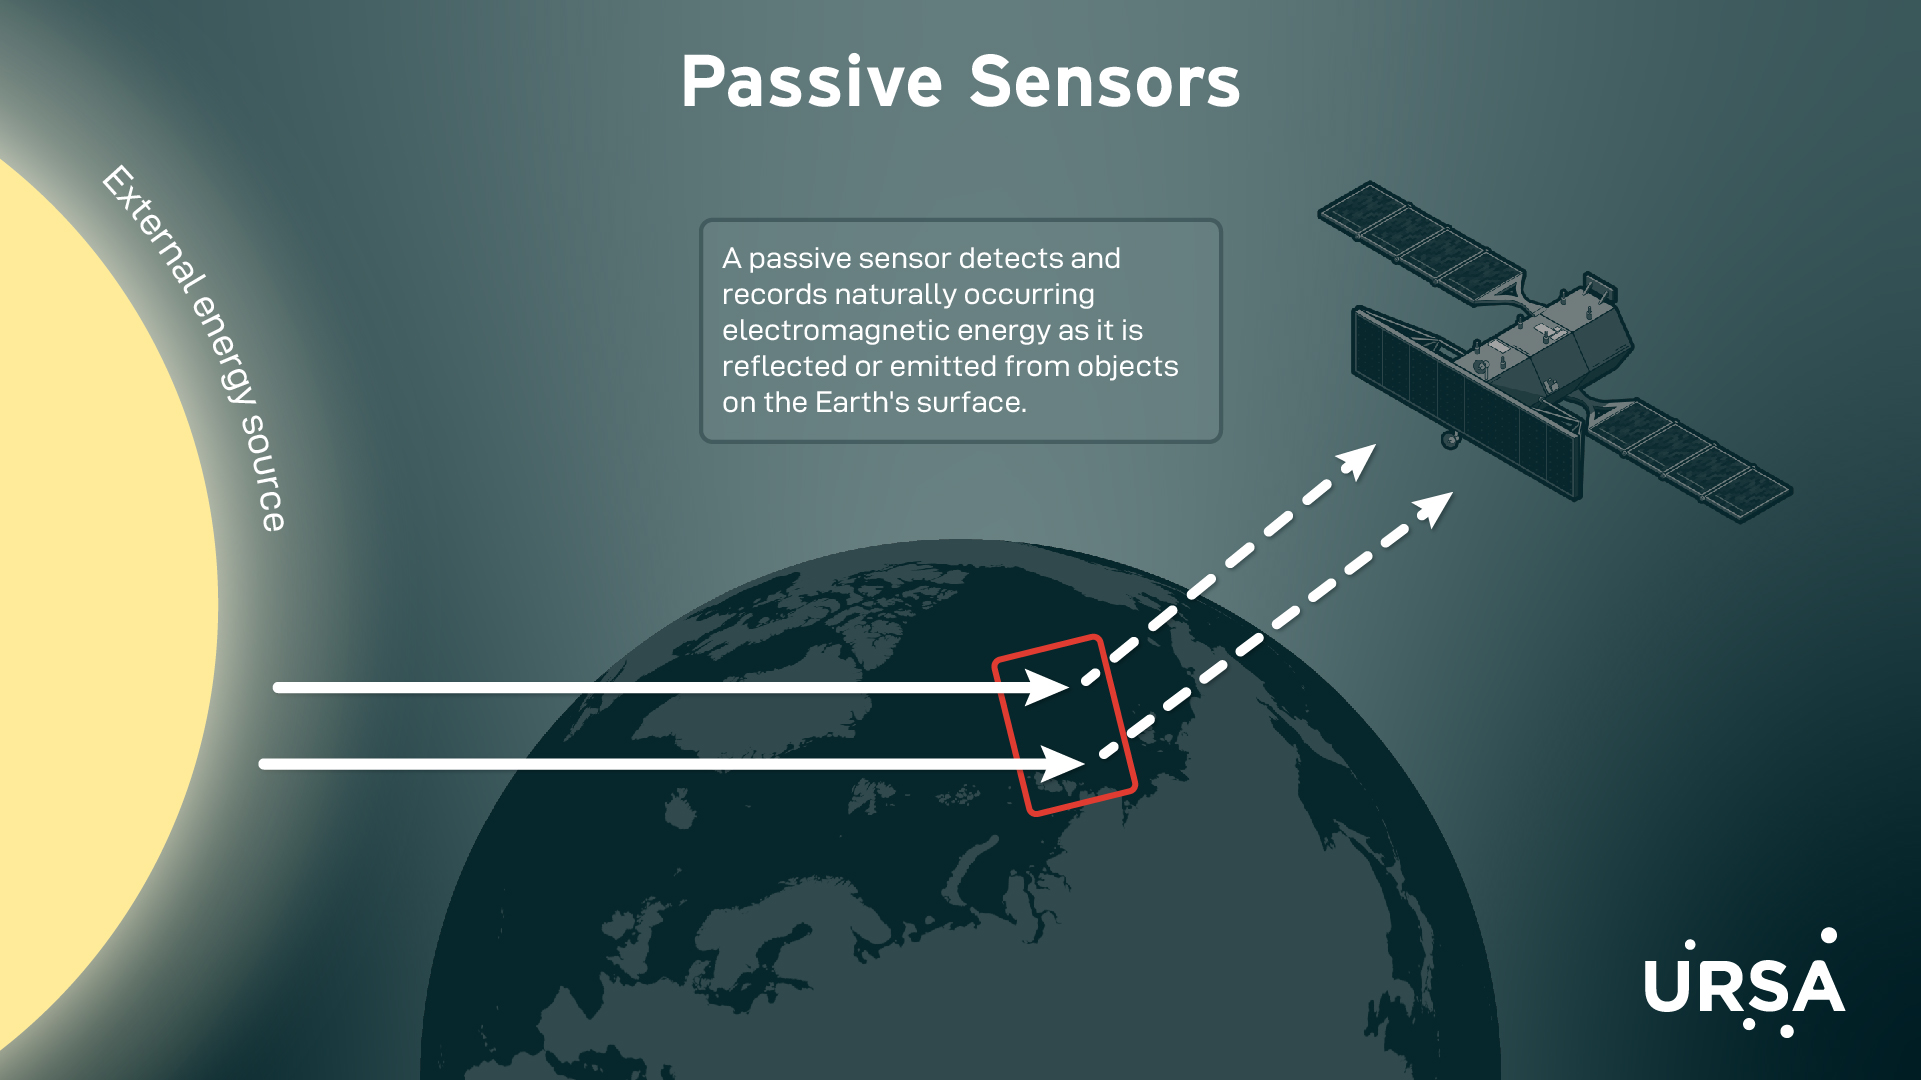 Passive Sensors
External energy source
A passive sensor detects and
records naturally occurring
electromagnetic energy as it is
reflected or emitted from objects
on the Earth's surface.
URSA